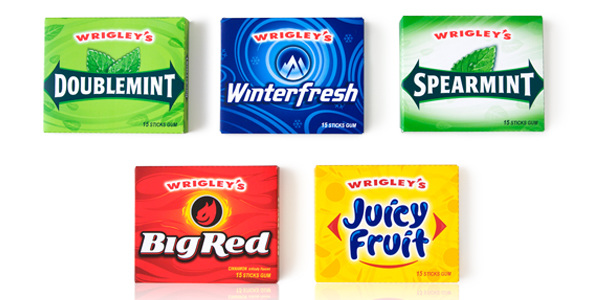 WRIGLEY'S
DOUBLEMINT
15 STICKS GUM
WRIGLEY'S
Winterfresh
15 STICKS GUM
WRIGLEY'S
SPEARMINT
15 STICKS GUM
WRIGLEY'S
Big Red
CINNAMON
15 STICKS GUM
WRIGLEY'S
Juicy
Fruit
15 STICKS GUM